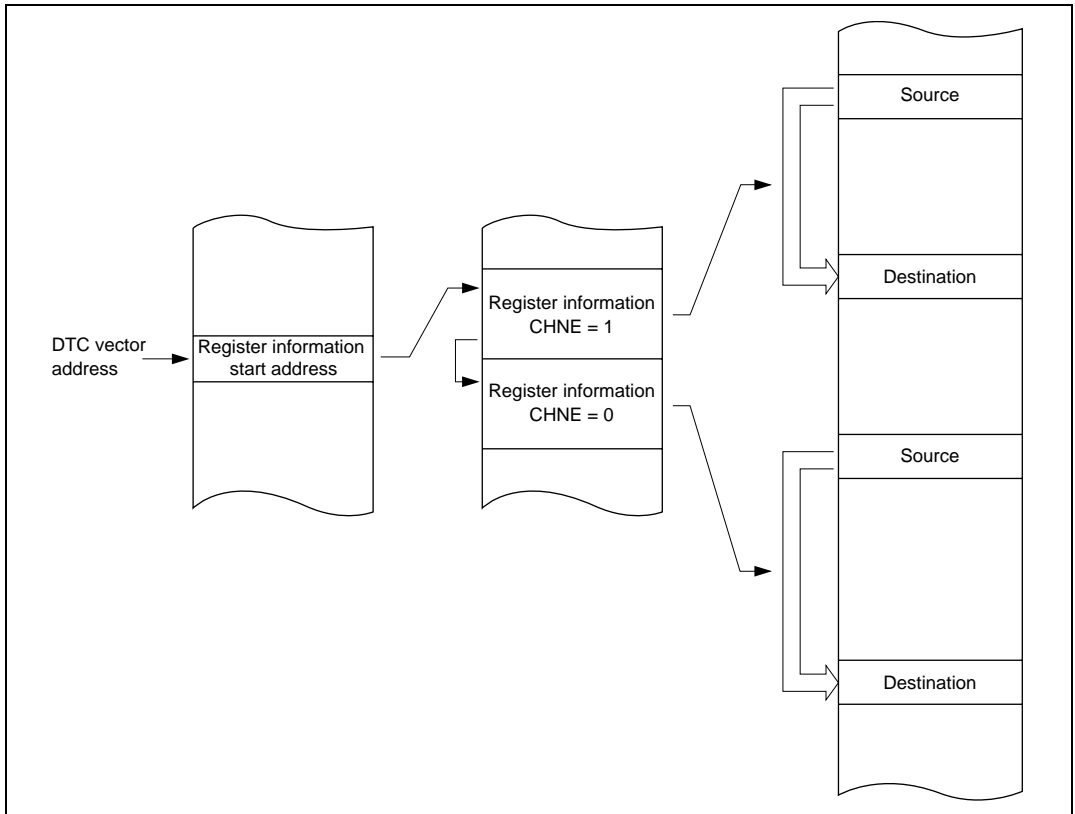 DTC vector
address
Register information
start address
Register information
CHNE = 1
Register information
CHNE = 0
Source
Destination
Source
Destination